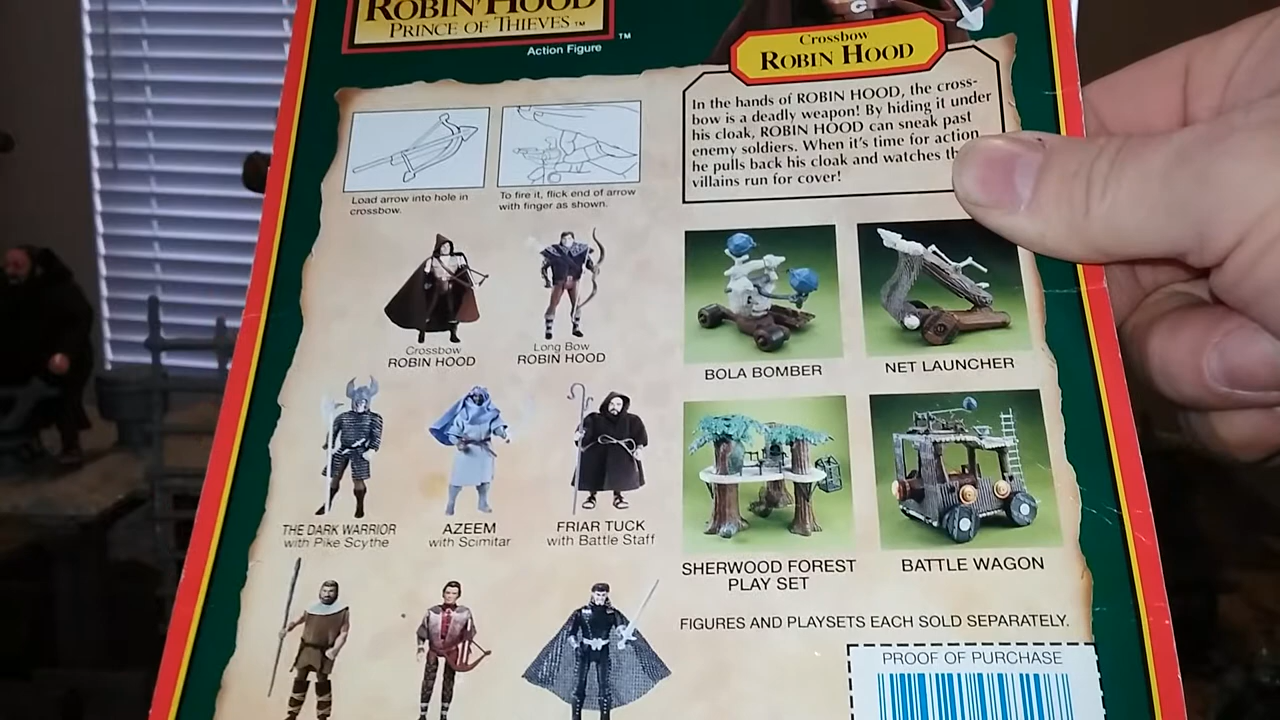 ROBIN HOOD
PRINCE OF THIEVES ™
Action Figure
™
Crossbow
ROBIN HOOD
In the hands of ROBIN HOOD, the cross-
bow is a deadly weapon! By hiding it under
his cloak, ROBIN HOOD can sneak past
enemy soldiers. When it's time for action
he pulls back his cloak and watches
villains run for cover!
Load arrow into hole in
crossbow.
To fire it, flick end of arrow
with finger as shown.
Crossbow
ROBIN HOOD
Long Bow
ROBIN HOOD
BOLA BOMBER
NET LAUNCHER
THE DARK WARRIOR
with Pike Scythe
AZEEM
with Scimitar
FRIAR TUCK
with Battle Staff
SHERWOOD FOREST
PLAY SET
BATTLE WAGON
FIGURES AND PLAYSETS EACH SOLD SEPARATELY.
PROOF OF PURCHASE